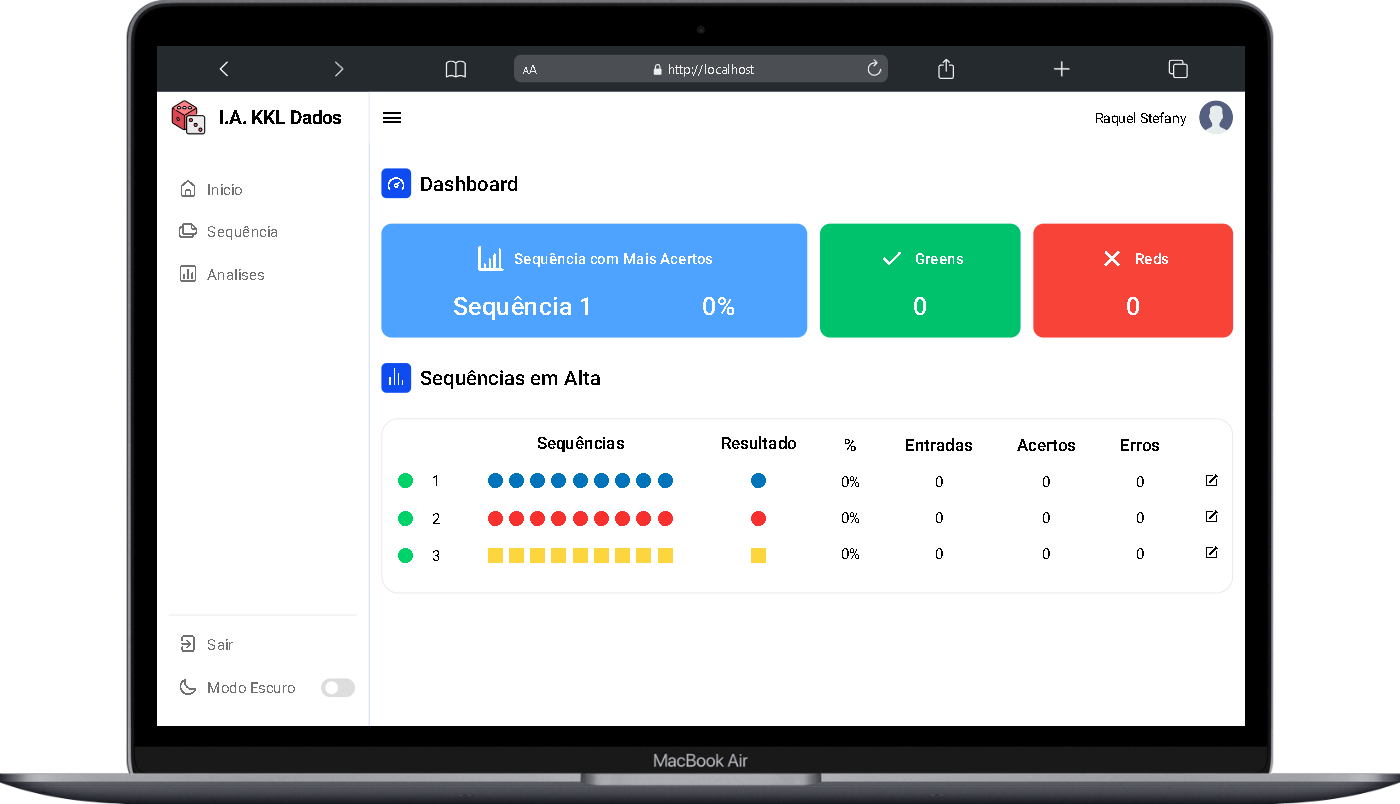 AA http://localhost
I.A. KKL Dados
Raquel Stefany
Inicio
Sequência
Analises
Dashboard
Sequência com Mais Acertos
Sequência 1 0%
Greens
0
Reds
0
Sequências em Alta
Sequências Resultado % Entradas Acertos Erros
1 0% 0 0 0
2 0% 0 0 0
3 0% 0 0 0
Sair
Modo Escuro
MacBook Air